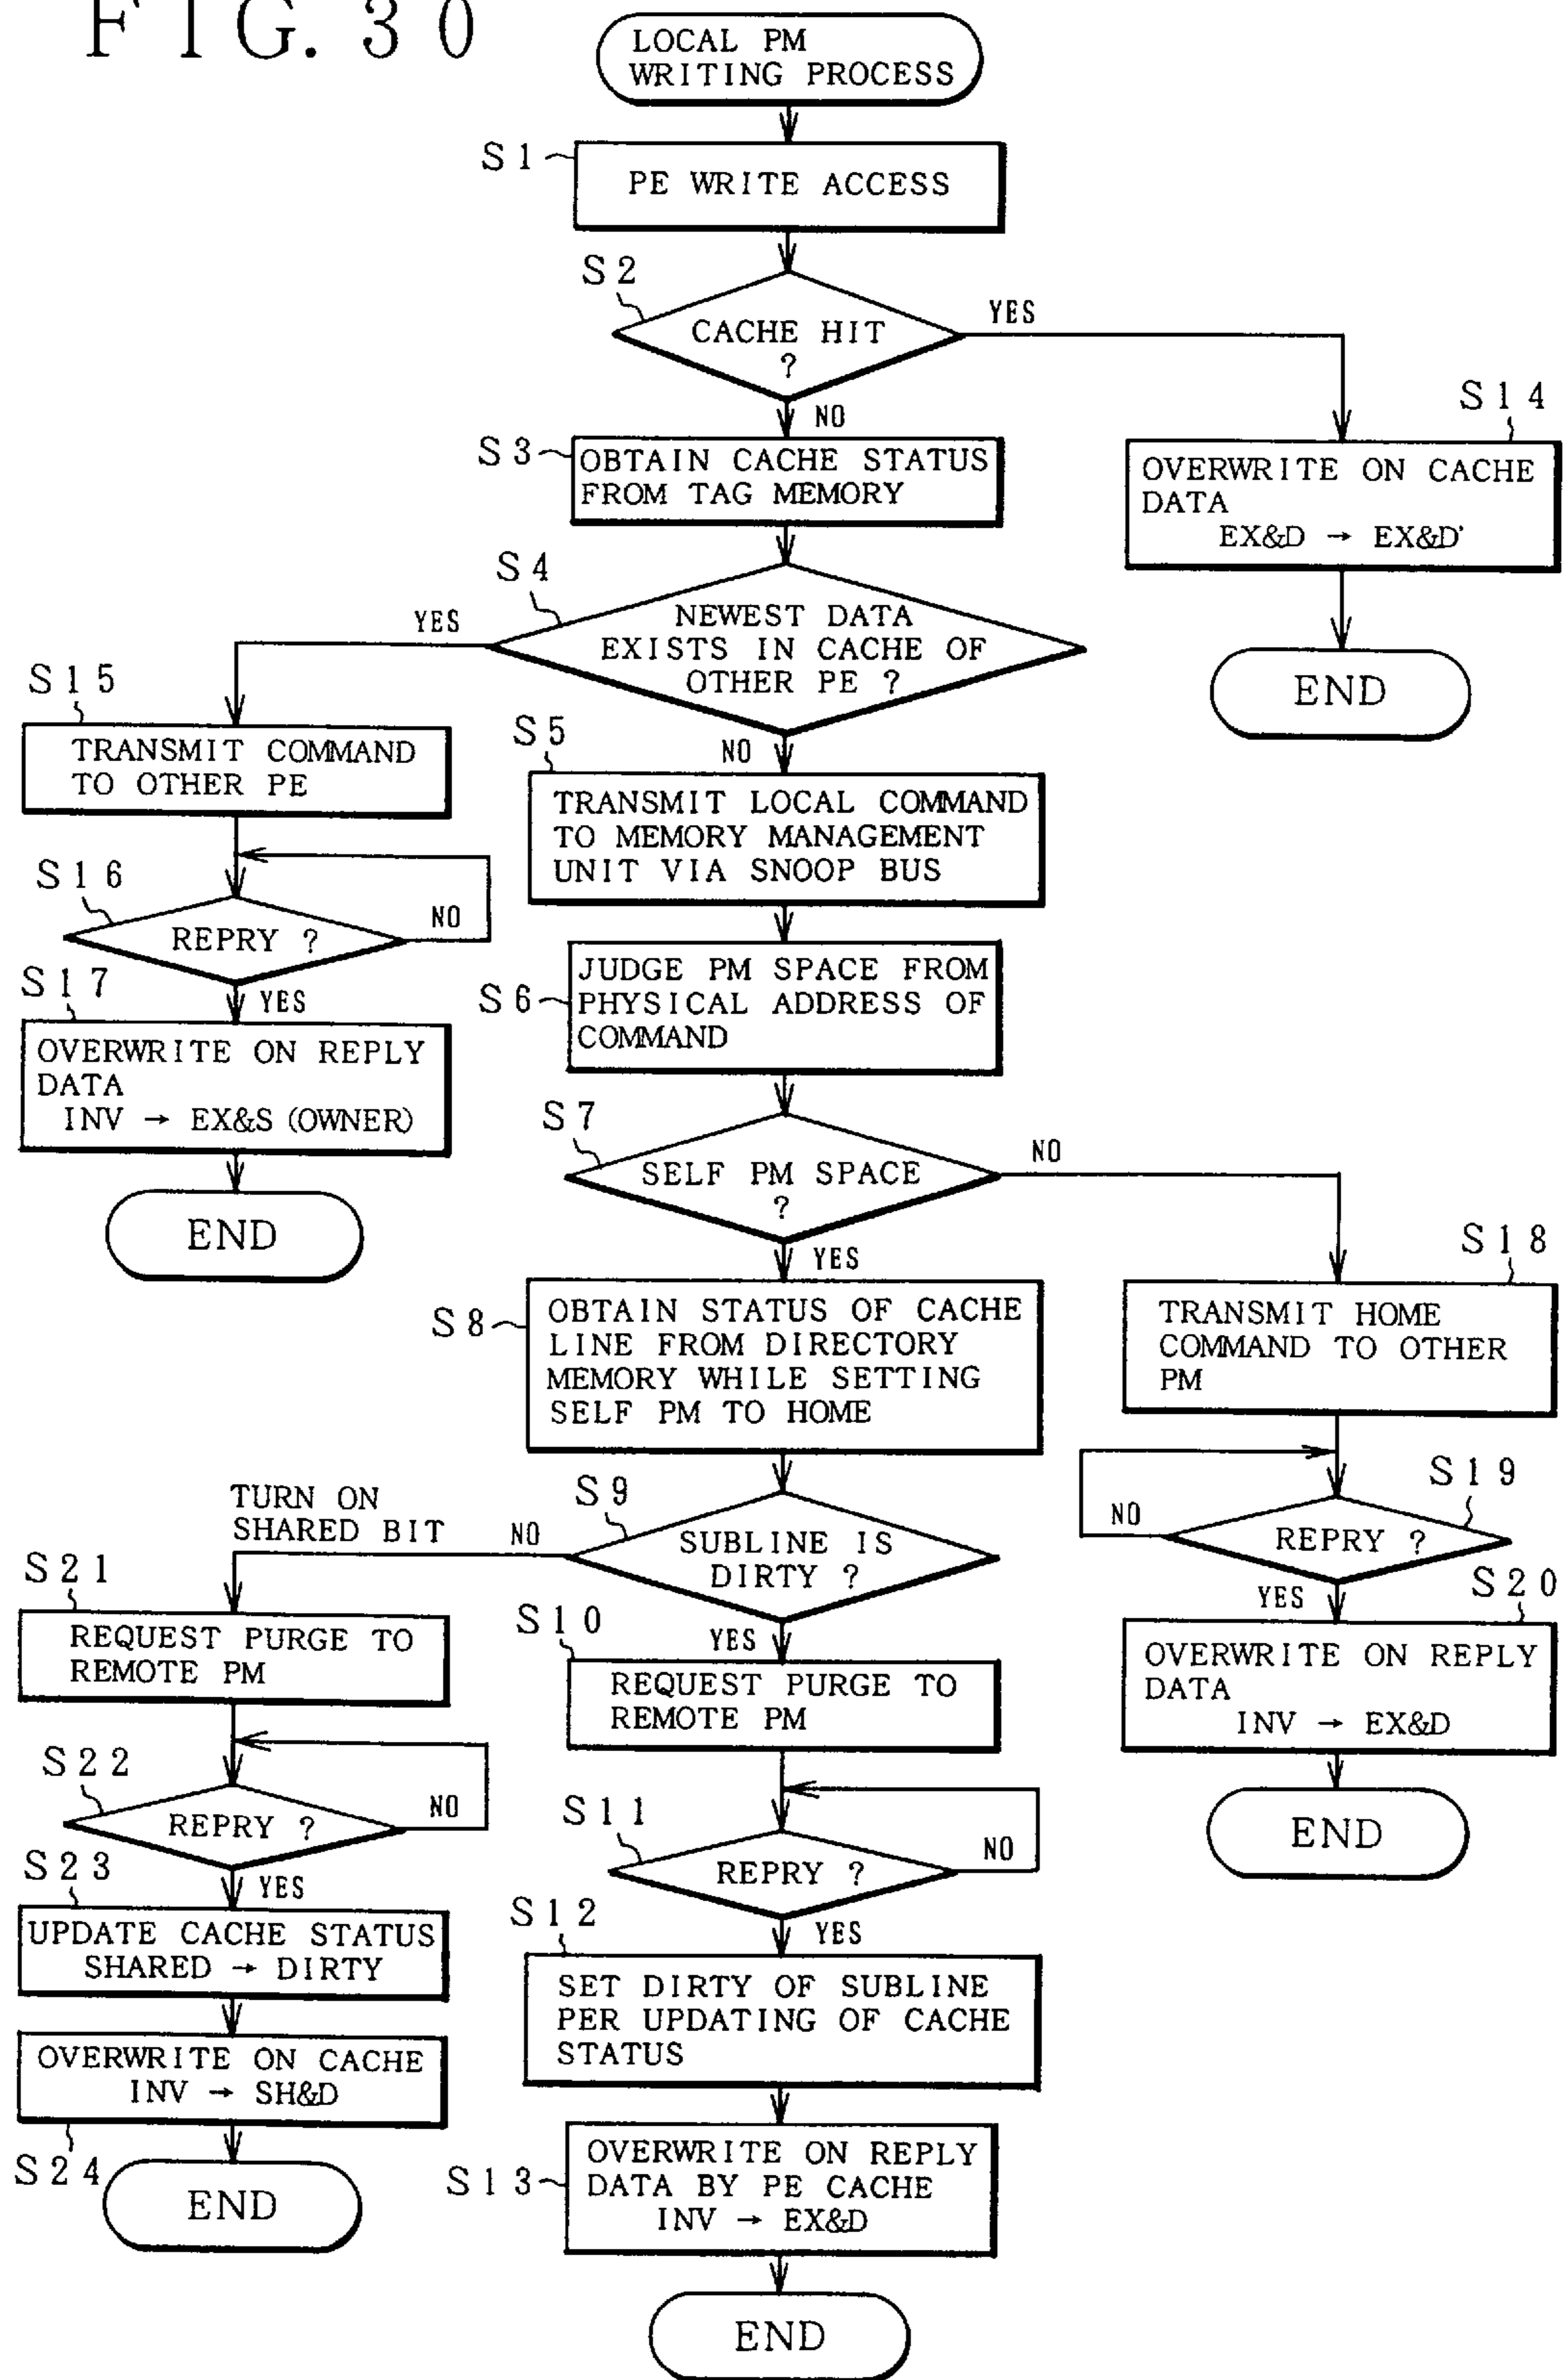 FIG. 30
LOCAL PM
WRITING PROCESS
S1
PE WRITE ACCESS
S2
CACHE HIT
?
YES
NO
S14
OVERWRITE ON CACHE
DATA
EX&D → EX&D'
END
S3
OBTAIN CACHE STATUS
FROM TAG MEMORY
S4
NEWEST DATA
EXISTS IN CACHE OF
OTHER PE ?
YES
NO
S15
TRANSMIT COMMAND
TO OTHER PE
S16
REPRY ?
NO
YES
S17
OVERWRITE ON REPLY
DATA
INV → EX&S (OWNER)
END
S5
TRANSMIT LOCAL COMMAND
TO MEMORY MANAGEMENT
UNIT VIA SNOOP BUS
S6
JUDGE PM SPACE FROM
PHYSICAL ADDRESS OF
COMMAND
S7
SELF PM SPACE
?
NO
YES
S18
TRANSMIT HOME
COMMAND TO OTHER
PM
S19
REPRY ?
NO
YES
S20
OVERWRITE ON REPLY
DATA
INV → EX&D
END
S8
OBTAIN STATUS OF CACHE
LINE FROM DIRECTORY
MEMORY WHILE SETTING
SELF PM TO HOME
S9
SUBLINE IS
DIRTY ?
TURN ON
SHARED BIT
NO
YES
S21
REQUEST PURGE TO
REMOTE PM
S22
REPRY ?
NO
YES
S23
UPDATE CACHE STATUS
SHARED → DIRTY
OVERWRITE ON CACHE
INV → SH&D
S24
END
S10
REQUEST PURGE TO
REMOTE PM
S11
REPRY ?
NO
YES
S12
SET DIRTY OF SUBLINE
PER UPDATING OF CACHE
STATUS
S13
OVERWRITE ON REPLY
DATA BY PE CACHE
INV → EX&D
END